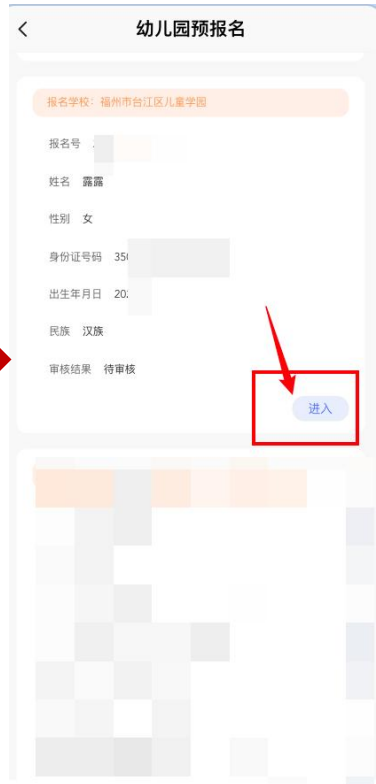 幼儿园预报名
报名学校：福州市台江区儿童学园
报名号
姓名 露露
性别 女
身份证号码 350
出生年月日 202
民族 汉族
审核结果 待审核
进入